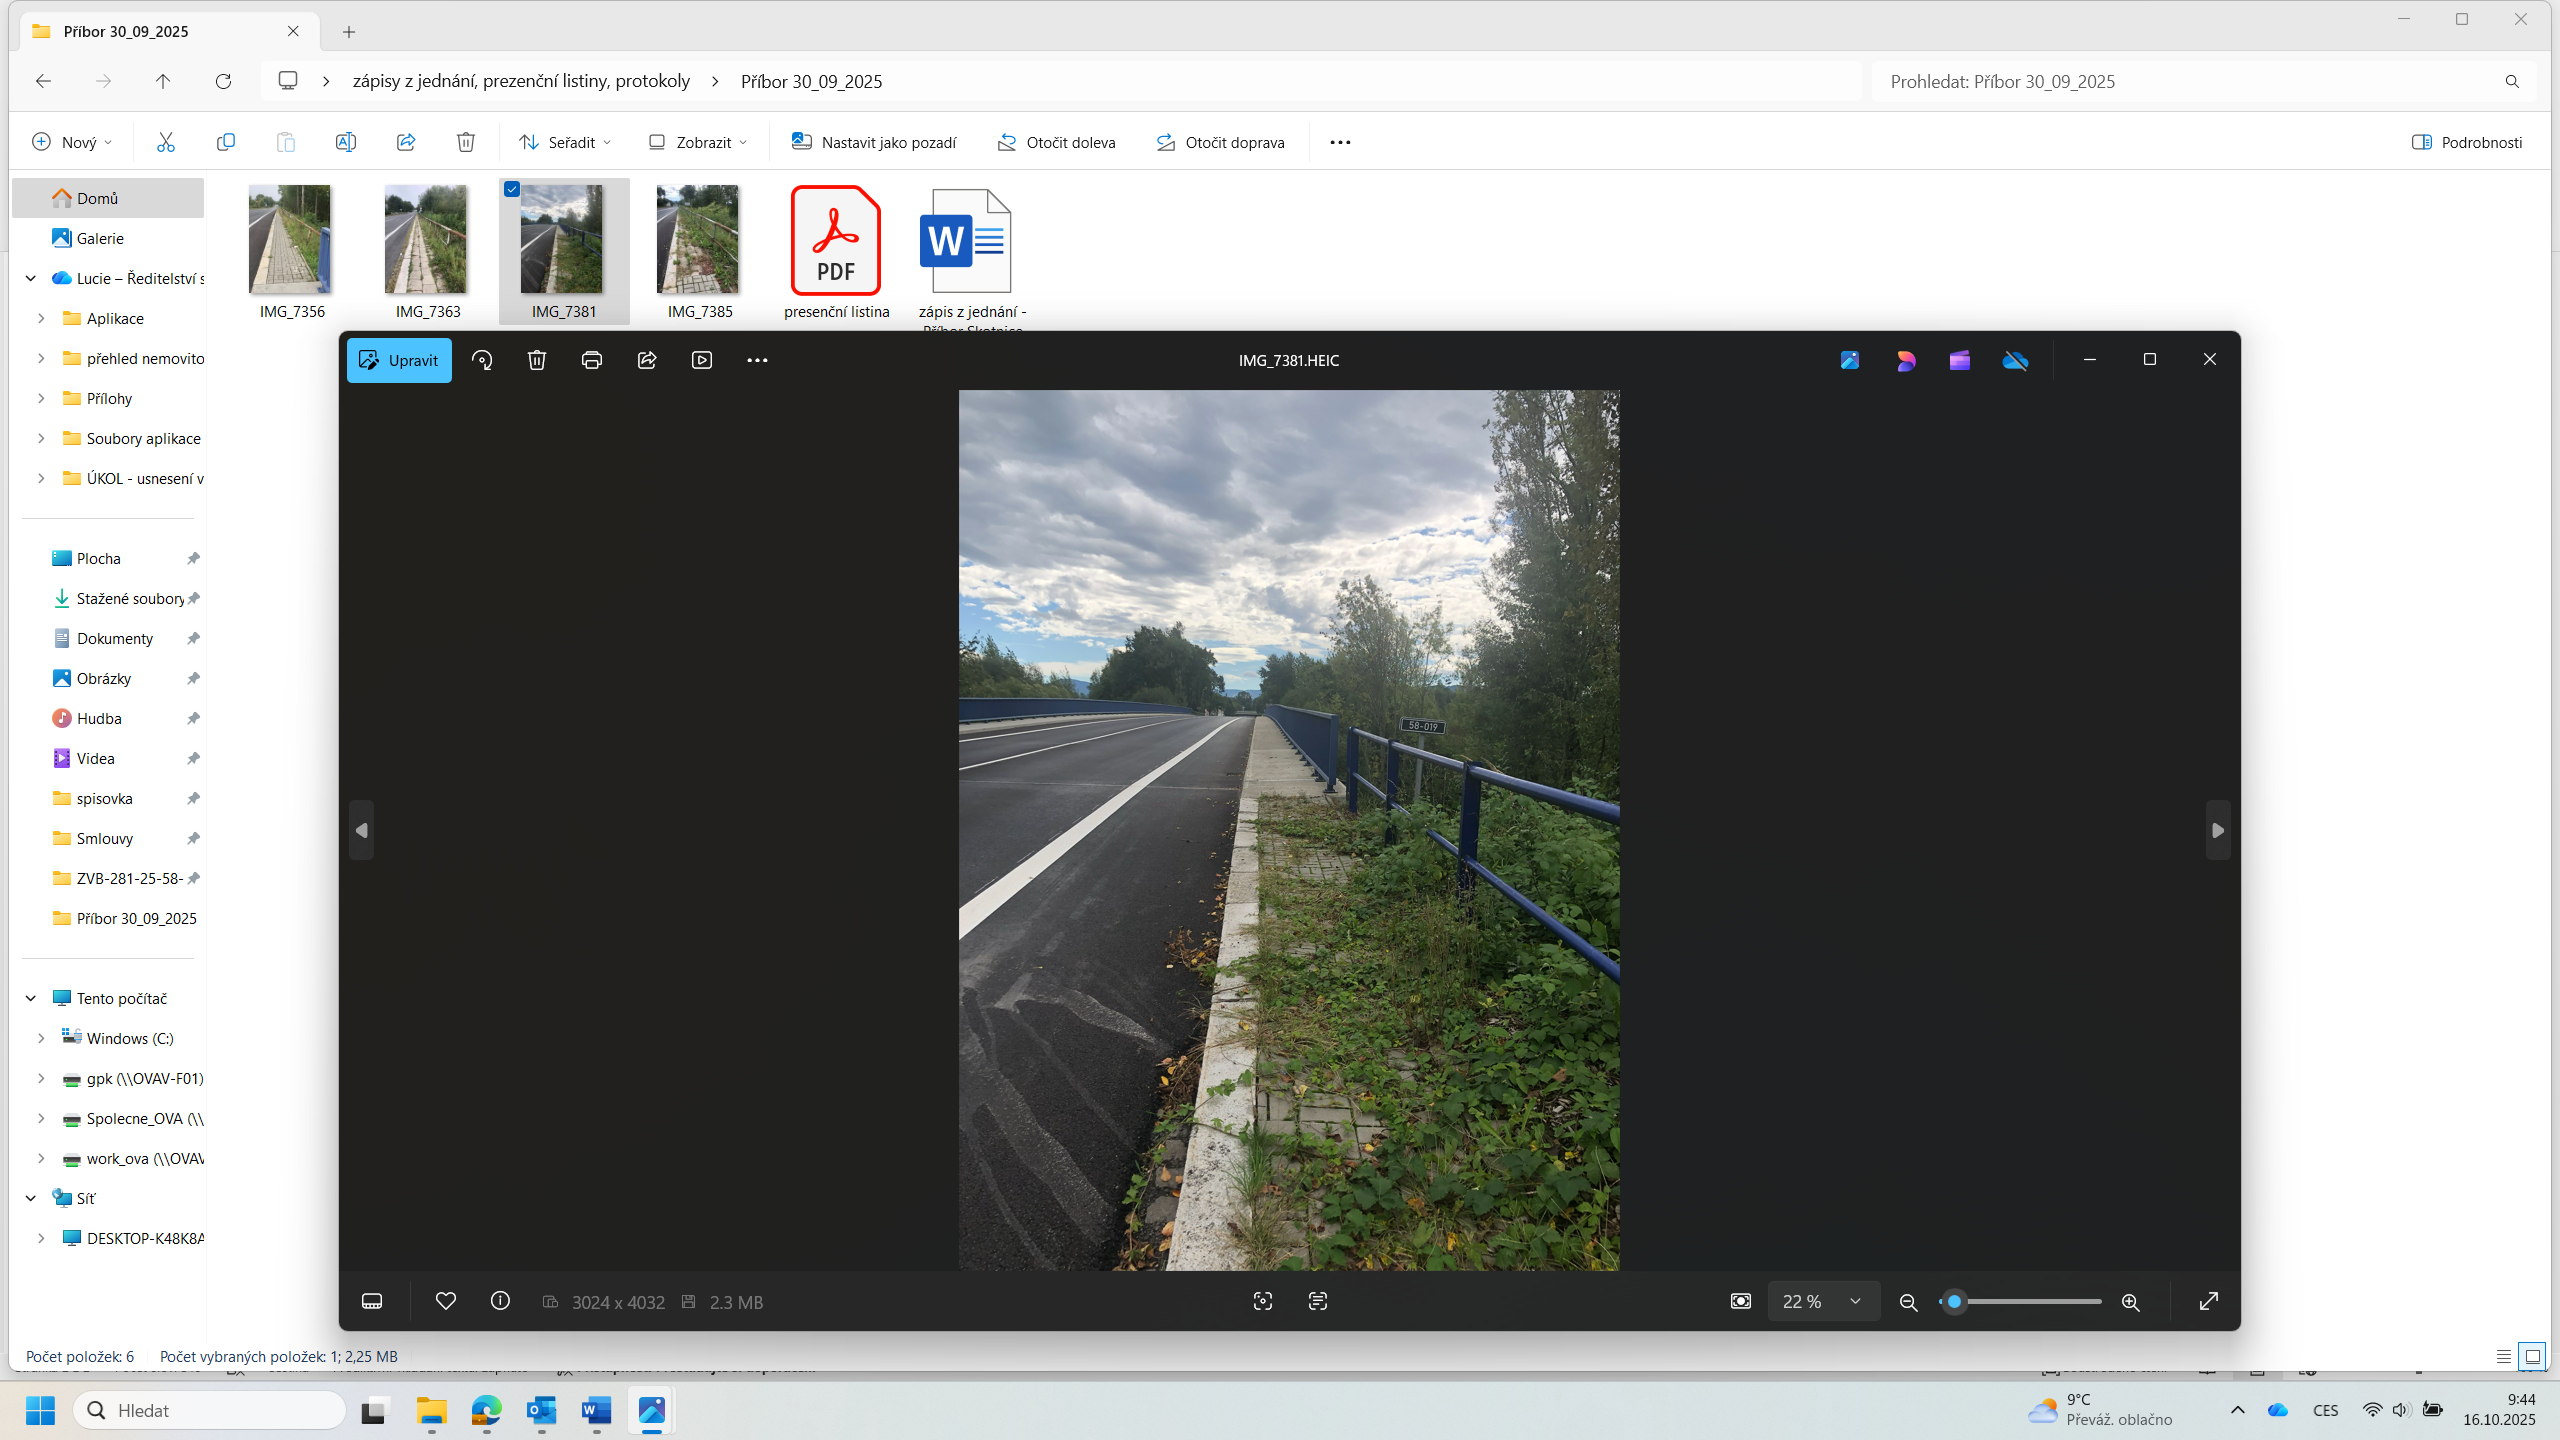 Příbor 30_09_2025
zápisy z jednání, prezenční listiny, protokoly
Příbor 30_09_2025
Prohledat: Příbor 30_09_2025
Nový
Seřadit
Zobrazit
Nastavit jako pozadí
Otočit doleva
Otočit doprava
Podrobnosti
Domů
Galerie
Lucie – Ředitelství s
Aplikace
přehled nemovito
Přílohy
Soubory aplikace
ÚKOL - usnesení v
Plocha
Stažené soubory
Dokumenty
Obrázky
Hudba
Videa
spisovka
Smlouvy
ZVB-281-25-58-
Příbor 30_09_2025
Tento počítač
Windows (C:)
gpk (\\OVAV-F01)
Spolecne_OVA (\\
work_ova (\\OVAV
Síť
DESKTOP-K48K8A
IMG_7356
IMG_7363
IMG_7381
IMG_7385
PDF
presenční listina
W
zápis z jednání -
Příbor Skotnice
Upravit
IMG_7381.HEIC
58-019
3024 x 4032
2.3 MB
22 %
Počet položek: 6
Počet vybraných položek: 1; 2,25 MB
Hledat
9°C
Převáž. oblačno
CES
9:44
16.10.2025